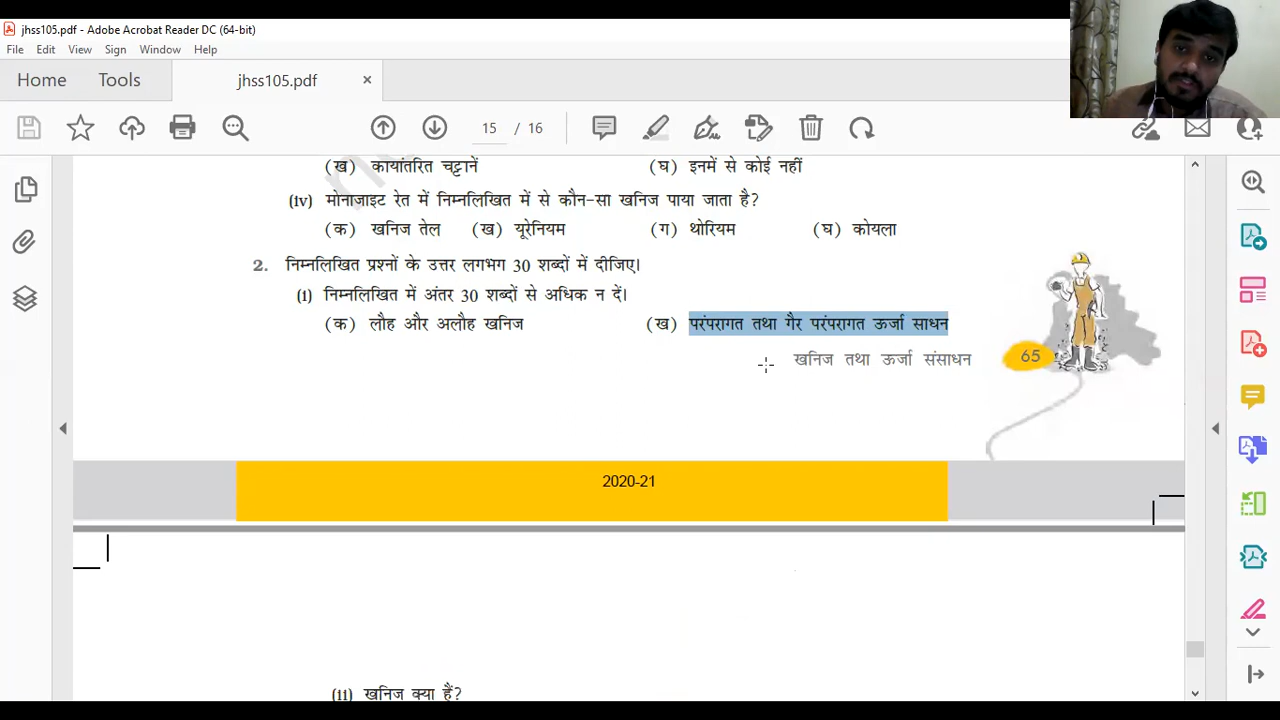 jhss105.pdf - Adobe Acrobat Reader DC (64-bit)
File Edit View Sign Window Help
Home Tools jhss105.pdf ×
15 / 16
(ख) कायांतरित चट्टानें (घ) इनमें से कोई नहीं
(iv) मोनाजाइट रेत में निम्नलिखित में से कौन-सा खनिज पाया जाता है?
(क) खनिज तेल (ख) यूरेनियम (ग) थोरियम (घ) कोयला
2. निम्नलिखित प्रश्नों के उत्तर लगभग 30 शब्दों में दीजिए।
(i) निम्नलिखित में अंतर 30 शब्दों से अधिक न दें।
(क) लौह और अलौह खनिज (ख) परंपरागत तथा गैर परंपरागत ऊर्जा साधन
खनिज तथा ऊर्जा संसाधन 65
2020-21
(ii) खनिज क्या हैं?